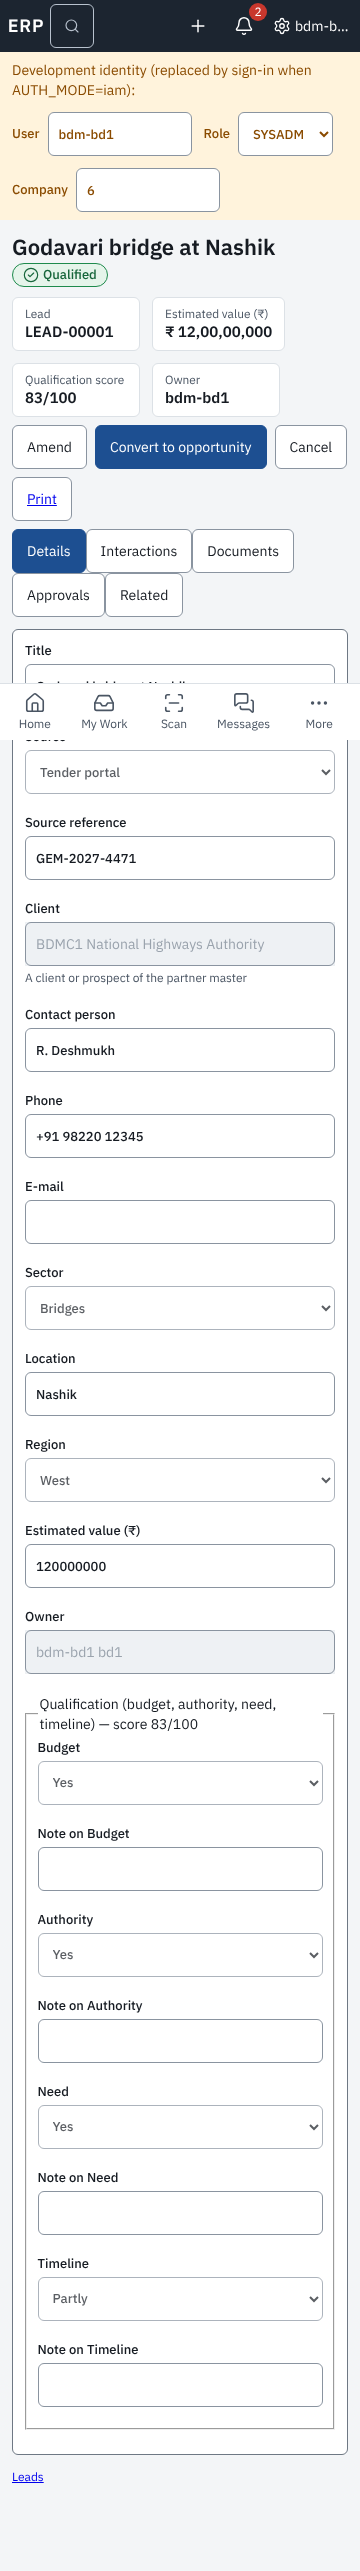 ERP
2
bdm-b...
Development identity (replaced by sign-in when
AUTH_MODE=iam):
User bdm-bd1 Role SYSADM
Company 6
Godavari bridge at Nashik
Qualified
Lead
LEAD-00001
Estimated value (₹)
₹ 12,00,00,000
Qualification score
83/100
Owner
bdm-bd1
Amend Convert to opportunity Cancel
Print
Details Interactions Documents
Approvals Related
Title
Home My Work Scan Messages More
Tender portal
Source reference
GEM-2027-4471
Client
BDMC1 National Highways Authority
A client or prospect of the partner master
Contact person
R. Deshmukh
Phone
+91 98220 12345
E-mail
Sector
Bridges
Location
Nashik
Region
West
Estimated value (₹)
120000000
Owner
bdm-bd1 bd1
Qualification (budget, authority, need,
timeline) — score 83/100
Budget
Yes
Note on Budget
Authority
Yes
Note on Authority
Need
Yes
Note on Need
Timeline
Partly
Note on Timeline
Leads